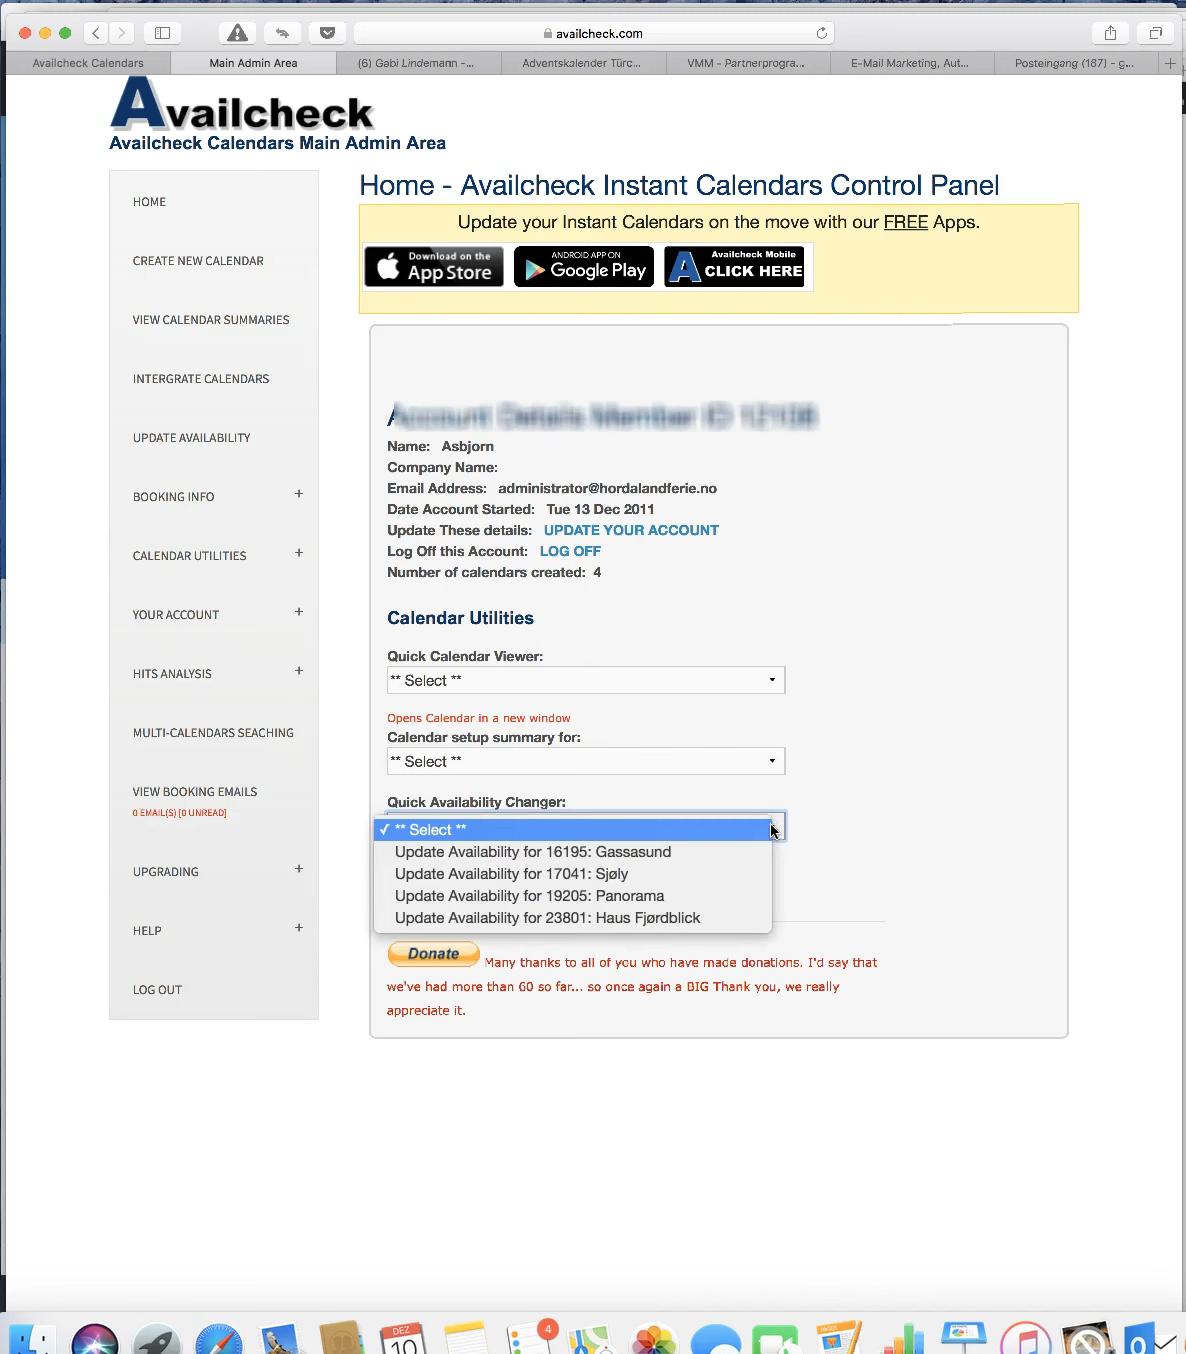 availcheck.com
Availcheck Calendars
Main Admin Area
(6) Gabi Lindemann -...
Adventskalender Türc...
VMM - Partnerprogra...
E-Mail Marketing, Aut...
Posteingang (187) - g...
Availcheck
Availcheck Calendars Main Admin Area
HOME
CREATE NEW CALENDAR
VIEW CALENDAR SUMMARIES
INTERGRATE CALENDARS
UPDATE AVAILABILITY
BOOKING INFO +
CALENDAR UTILITIES +
YOUR ACCOUNT +
HITS ANALYSIS +
MULTI-CALENDARS SEACHING
VIEW BOOKING EMAILS
0 EMAIL(S) [0 UNREAD]
UPGRADING +
HELP +
LOG OUT
Home - Availcheck Instant Calendars Control Panel
Update your Instant Calendars on the move with our FREE Apps.
Download on the
App Store
ANDROID APP ON
Google Play
Availcheck Mobile
CLICK HERE
Account Details Member ID
Name: Asbjorn
Company Name:
Email Address: administrator@hordalandferie.no
Date Account Started: Tue 13 Dec 2011
Update These details: UPDATE YOUR ACCOUNT
Log Off this Account: LOG OFF
Number of calendars created: 4
Calendar Utilities
Quick Calendar Viewer:
** Select **
Opens Calendar in a new window
Calendar setup summary for:
** Select **
Quick Availability Changer:
✓ ** Select **
Update Availability for 16195: Gassasund
Update Availability for 17041: Sjøly
Update Availability for 19205: Panorama
Update Availability for 23801: Haus Fjørdblick
Donate
Many thanks to all of you who have made donations. I'd say that
we've had more than 60 so far... so once again a BIG Thank you, we really
appreciate it.
4
DEZ
10
PAGES